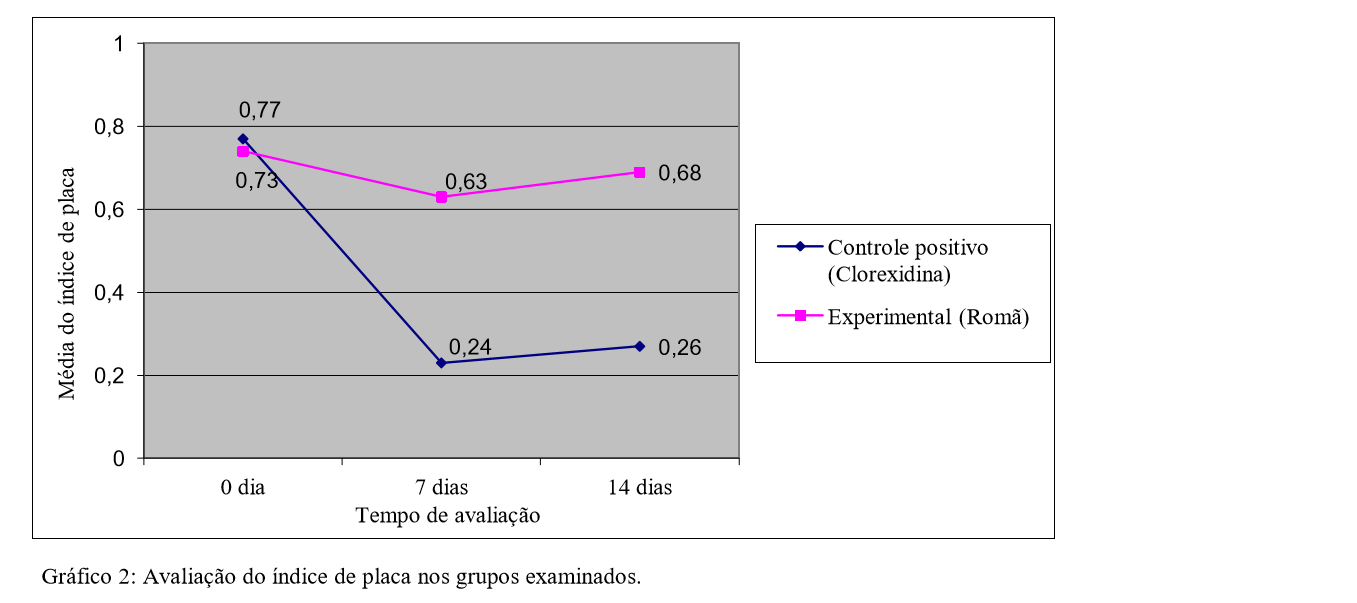 1
0,8
0,6
0,4
0,2
0
Média do índice de placa
0,77
0,73
0,63
0,68
0,24
0,26
0 dia
7 dias
14 dias
Tempo de avaliação
Controle positivo
(Clorexidina)
Experimental (Romã)
Gráfico 2: Avaliação do índice de placa nos grupos examinados.